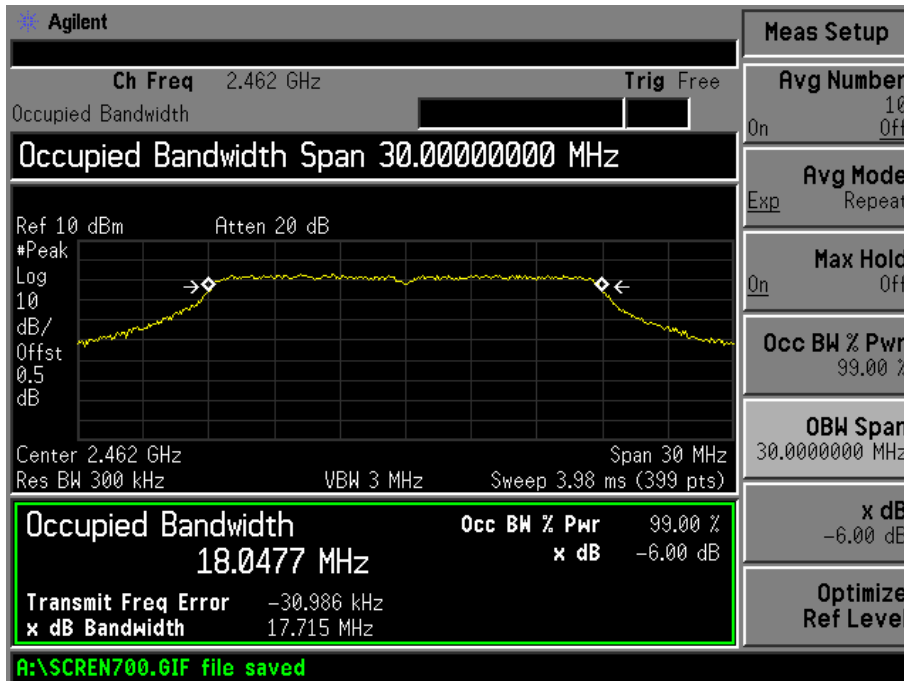 Agilent
Meas Setup
Ch Freq 2.462 GHz Trig Free
Occupied Bandwidth
Avg Number
10
On Off
Occupied Bandwidth Span 30.00000000 MHz
Avg Mode
Exp Repeat
Ref 10 dBm Atten 20 dB
#Peak
Log
10
dB/
Offst
0.5
dB
Max Hold
On Off
Occ BW % Pwr
99.00 %
Center 2.462 GHz Span 30 MHz
Res BW 300 kHz VBW 3 MHz Sweep 3.98 ms (399 pts)
OBW Span
30.0000000 MHz
Occupied Bandwidth Occ BW % Pwr 99.00 %
18.0477 MHz x dB -6.00 dB
Transmit Freq Error -30.986 kHz
x dB Bandwidth 17.715 MHz
x dB
-6.00 dB
Optimize
Ref Level
A:\SCREN700.GIF file saved